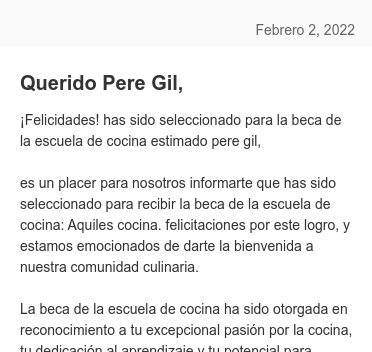 Febrero 2, 2022
Querido Pere Gil,
¡Felicidades! has sido seleccionado para la beca de
la escuela de cocina estimado pere gil,
es un placer para nosotros informarte que has sido
seleccionado para recibir la beca de la escuela de
cocina: Aquiles cocina. felicitaciones por este logro, y
estamos emocionados de darte la bienvenida a
nuestra comunidad culinaria.
La beca de la escuela de cocina ha sido otorgada en
reconocimiento a tu excepcional pasión por la cocina,
tu dedicación al aprendizaje y tu potencial para